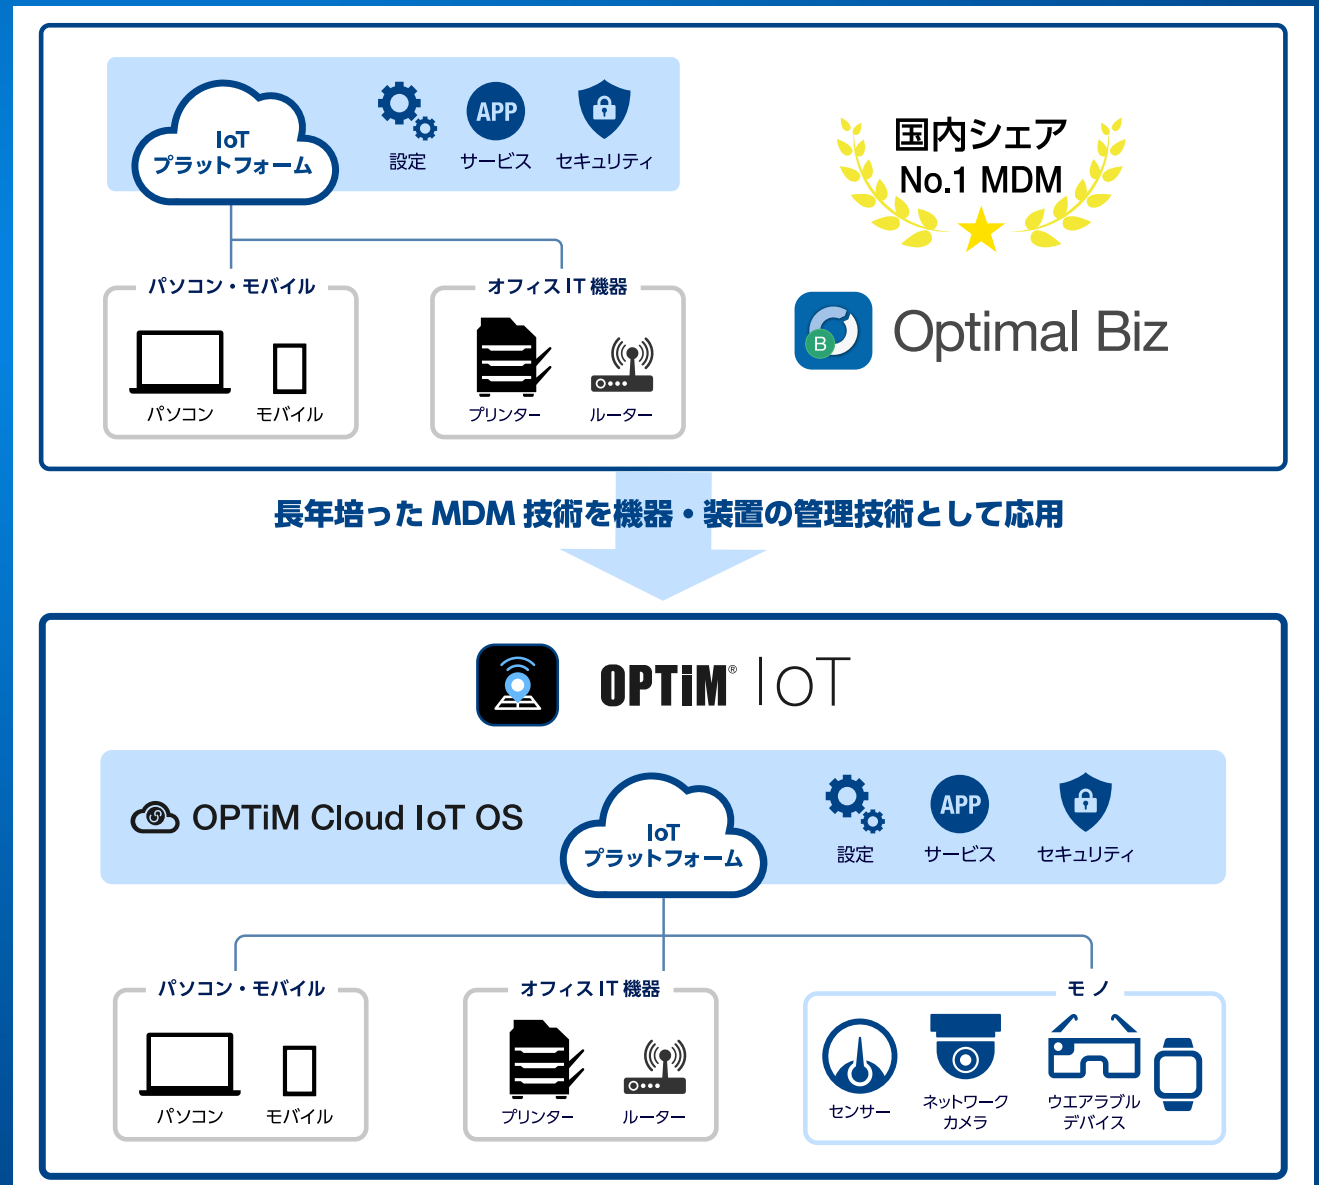 IoT
プラットフォーム
設定
APP
サービス
セキュリティ
国内シェア
No.1 MDM
パソコン・モバイル
パソコン
モバイル
オフィス IT 機器
プリンター
ルーター
B
Optimal Biz
長年培った MDM 技術を機器・装置の管理技術として応用
OPTiM® IoT
OPTiM Cloud IoT OS
IoT
プラットフォーム
設定
APP
サービス
セキュリティ
パソコン・モバイル
パソコン
モバイル
オフィス IT 機器
プリンター
ルーター
モノ
センサー
ネットワーク
カメラ
ウエアラブル
デバイス